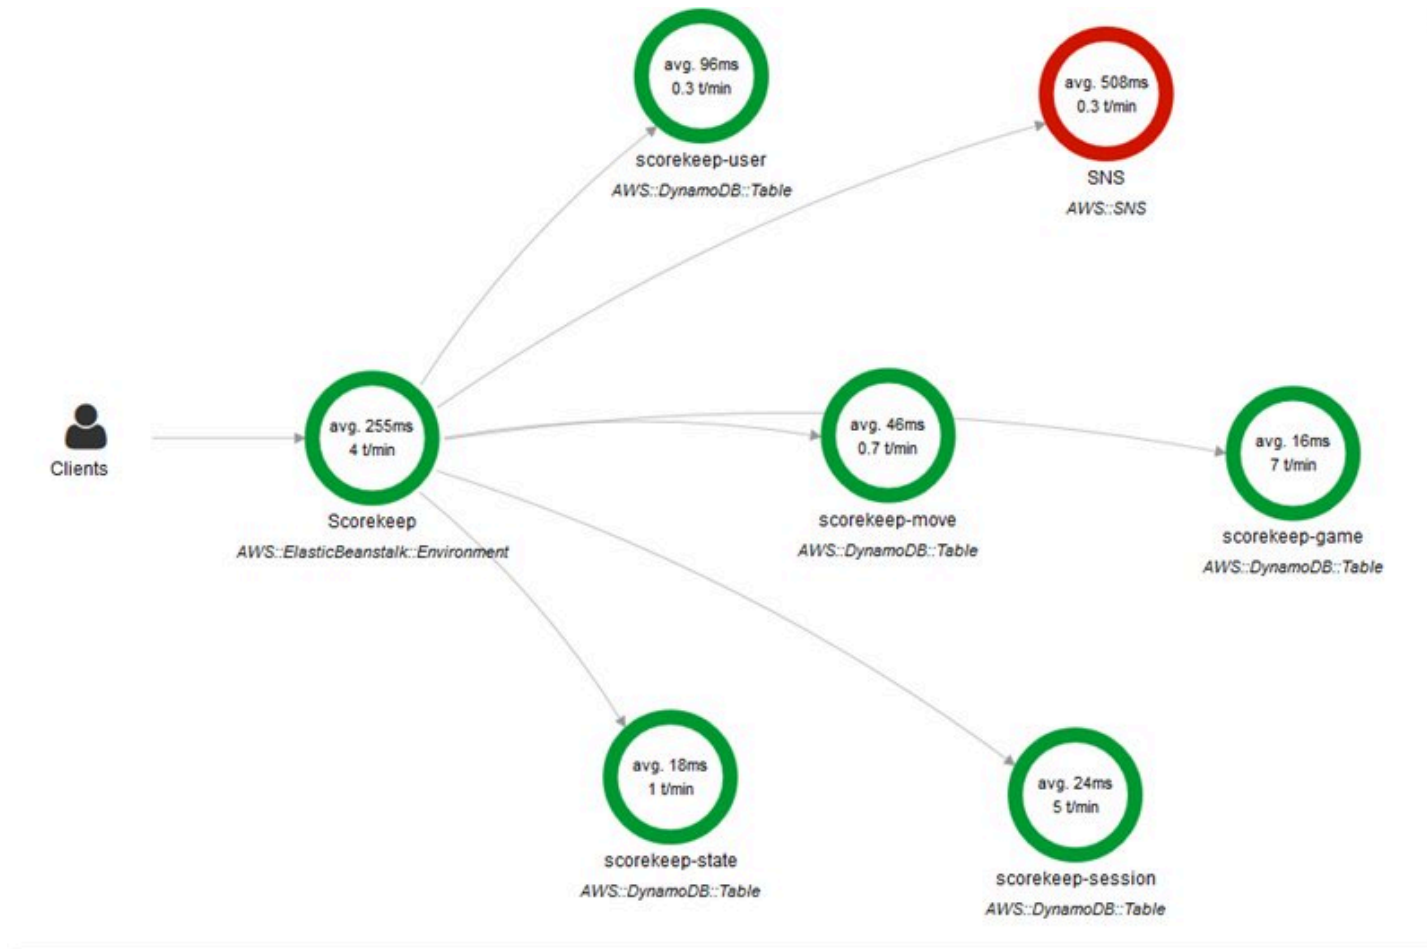 avg. 96ms
0.3 t/min
scorekeep-user
AWS::DynamoDB::Table
avg. 508ms
0.3 t/min
SNS
AWS::SNS
Clients
avg. 255ms
4 t/min
Scorekeep
AWS::ElasticBeanstalk::Environment
avg. 46ms
0.7 t/min
scorekeep-move
AWS::DynamoDB::Table
avg. 16ms
7 t/min
scorekeep-game
AWS::DynamoDB::Table
avg. 18ms
1 t/min
scorekeep-state
AWS::DynamoDB::Table
avg. 24ms
5 t/min
scorekeep-session
AWS::DynamoDB::Table